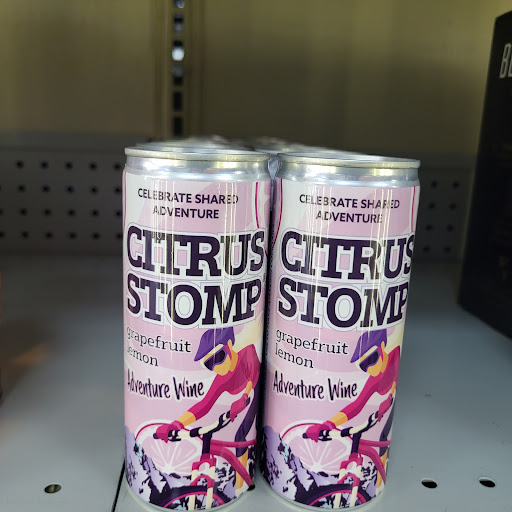 CELEBRATE SHARED
ADVENTURE
CITRUS
STOMP
grapefruit
lemon
Adventure Wine
CELEBRATE SHARED
ADVENTURE
CITRUS
STOMP
grapefruit
lemon
Adventure Wine